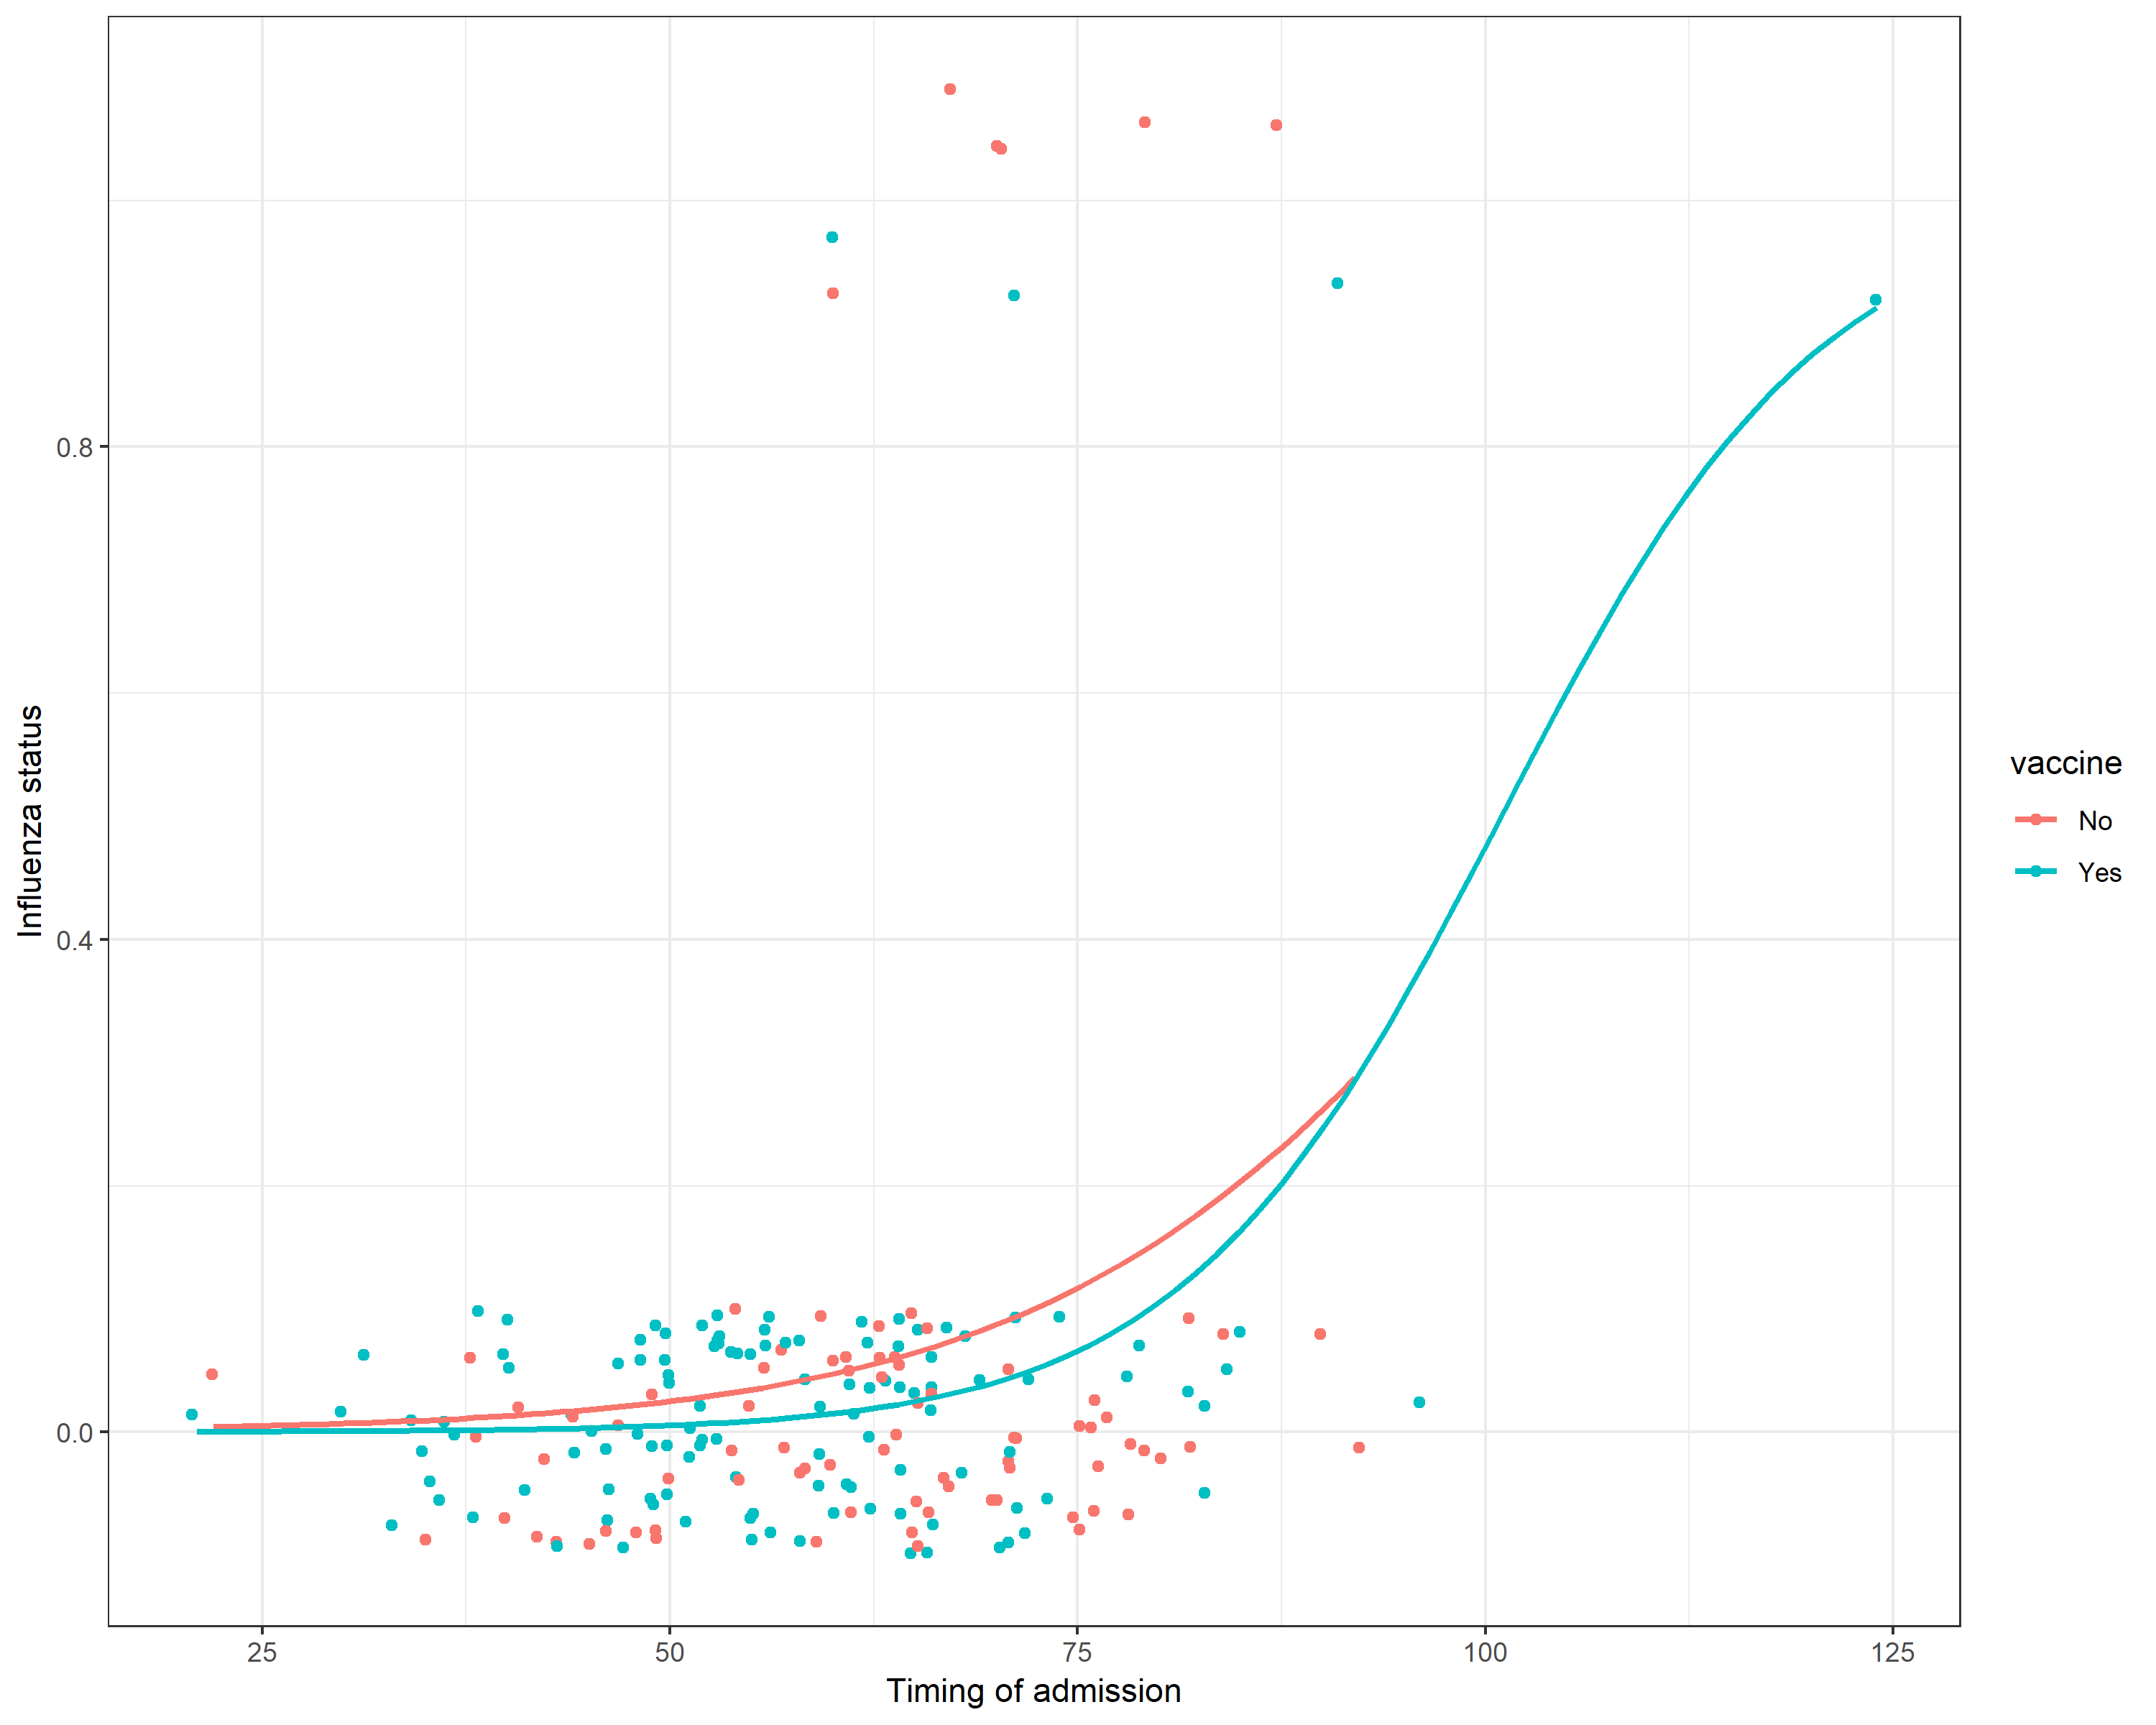 Influenza status
0.8
0.4
0.0
25 50 75 100 125
Timing of admission
vaccine
No
Yes